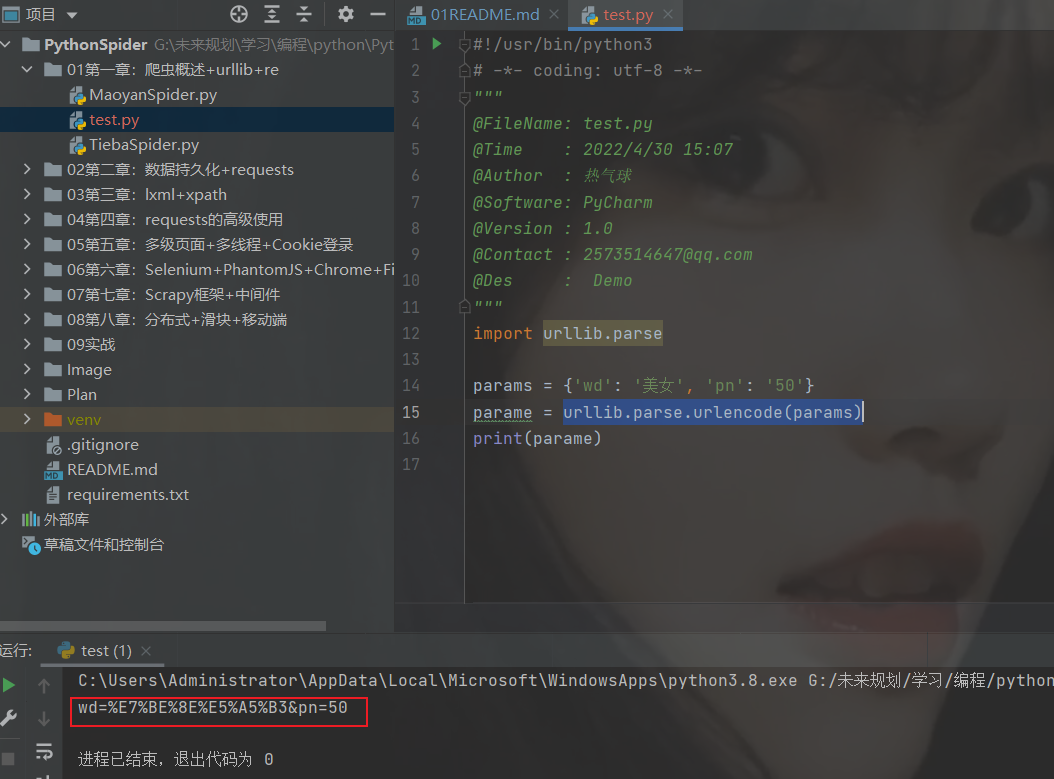 项目
01README.md
test.py
PythonSpider G:\未来规划\学习\编程\python\Pyt
01第一章：爬虫概述+urllib+re
MaoyanSpider.py
test.py
TiebaSpider.py
02第二章：数据持久化+requests
03第三章：lxml+xpath
04第四章：requests的高级使用
05第五章：多级页面+多线程+Cookie登录
06第六章：Selenium+PhantomJS+Chrome+Fi
07第七章：Scrapy框架+中间件
08第八章：分布式+滑块+移动端
09实战
Image
Plan
venv
.gitignore
README.md
requirements.txt
外部库
草稿文件和控制台
1 #!/usr/bin/python3
2 # -*- coding: utf-8 -*-
3 """
4 @FileName: test.py
5 @Time    : 2022/4/30 15:07
6 @Author  : 热气球
7 @Software: PyCharm
8 @Version : 1.0
9 @Contact : 2573514647@qq.com
10 @Des     :  Demo
11 """
12 import urllib.parse
13
14 params = {'wd': '美女', 'pn': '50'}
15 parame = urllib.parse.urlencode(params)
16 print(parame)
17
运行:
test (1)
C:\Users\Administrator\AppData\Local\Microsoft\WindowsApps\python3.8.exe G:/未来规划/学习/编程/python
wd=%E7%BE%8E%E5%A5%B3&pn=50
进程已结束，退出代码为 0